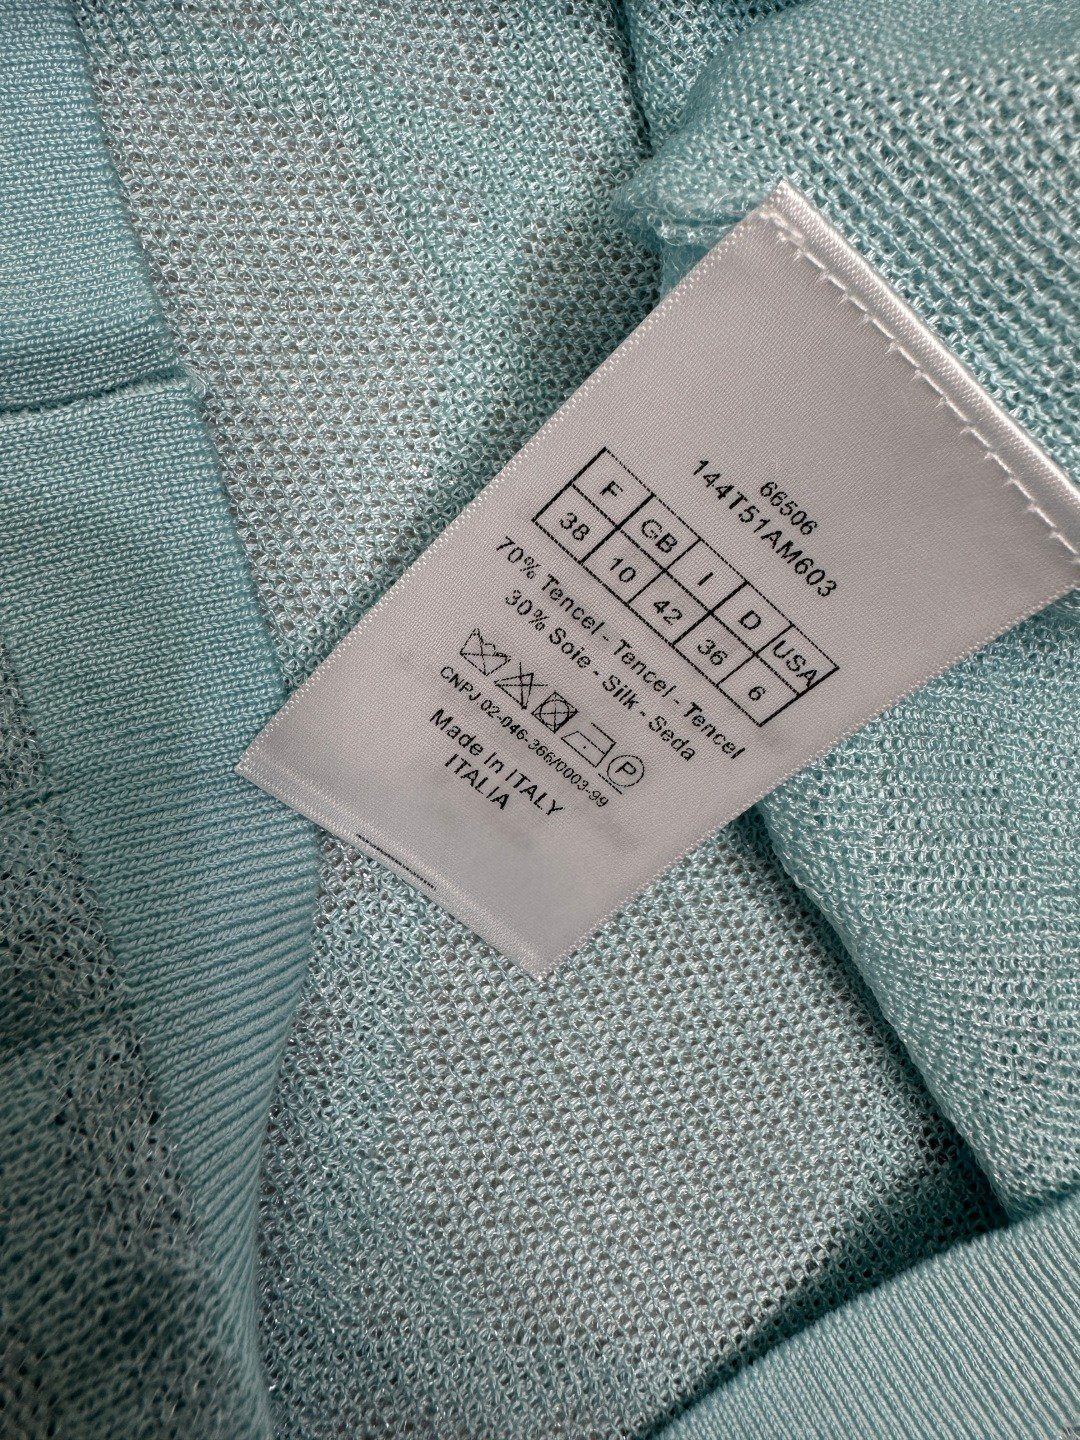 66506
144T51AM603
F GB I D USA
38 10 42 36 6
70% Tencel - Tencel - Tencel
30% Soie - Silk - Seda
P
CNPJ 02-046-366/0003-99
Made In ITALY
ITALIA